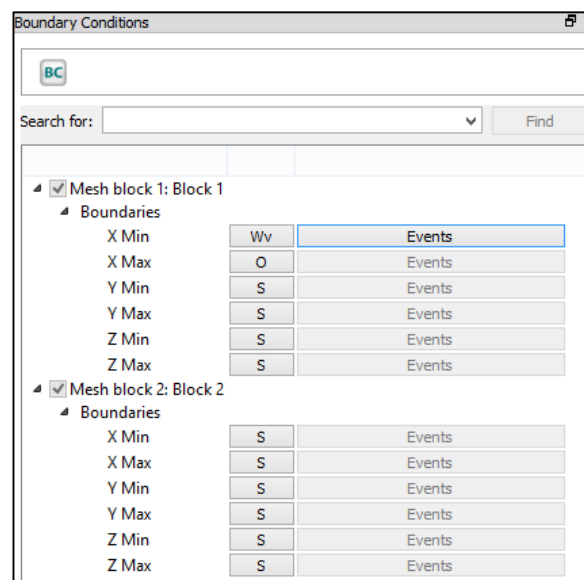 Boundary Conditions
BC
Search for: Find
Mesh block 1: Block 1
Boundaries
X Min Wv Events
X Max O Events
Y Min S Events
Y Max S Events
Z Min S Events
Z Max S Events
Mesh block 2: Block 2
Boundaries
X Min S Events
X Max S Events
Y Min S Events
Y Max S Events
Z Min S Events
Z Max S Events